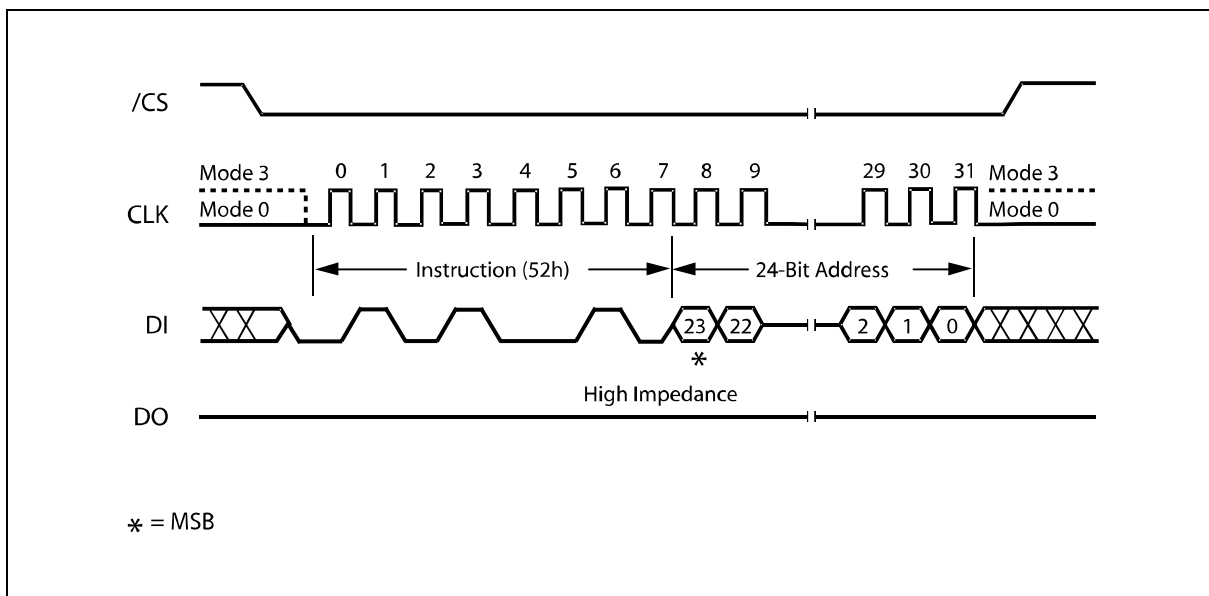 /CS
Mode 3
0 1 2 3 4 5 6 7 8 9 29 30 31
Mode 3
CLK
Mode 0
Mode 0
Instruction (52h)
24-Bit Address
DI
23 22 2 1 0
*
High Impedance
DO
* = MSB